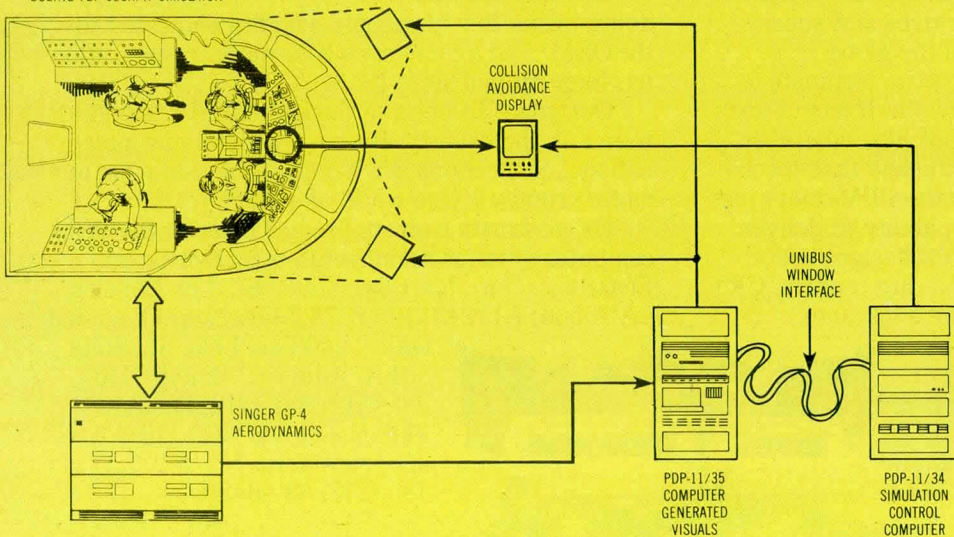 COLLISION
AVOIDANCE
DISPLAY
UNIBUS
WINDOW
INTERFACE
SINGER GP-4
AERODYNAMICS
PDP-11/35
COMPUTER
GENERATED
VISUALS
PDP-11/34
SIMULATION
CONTROL
COMPUTER